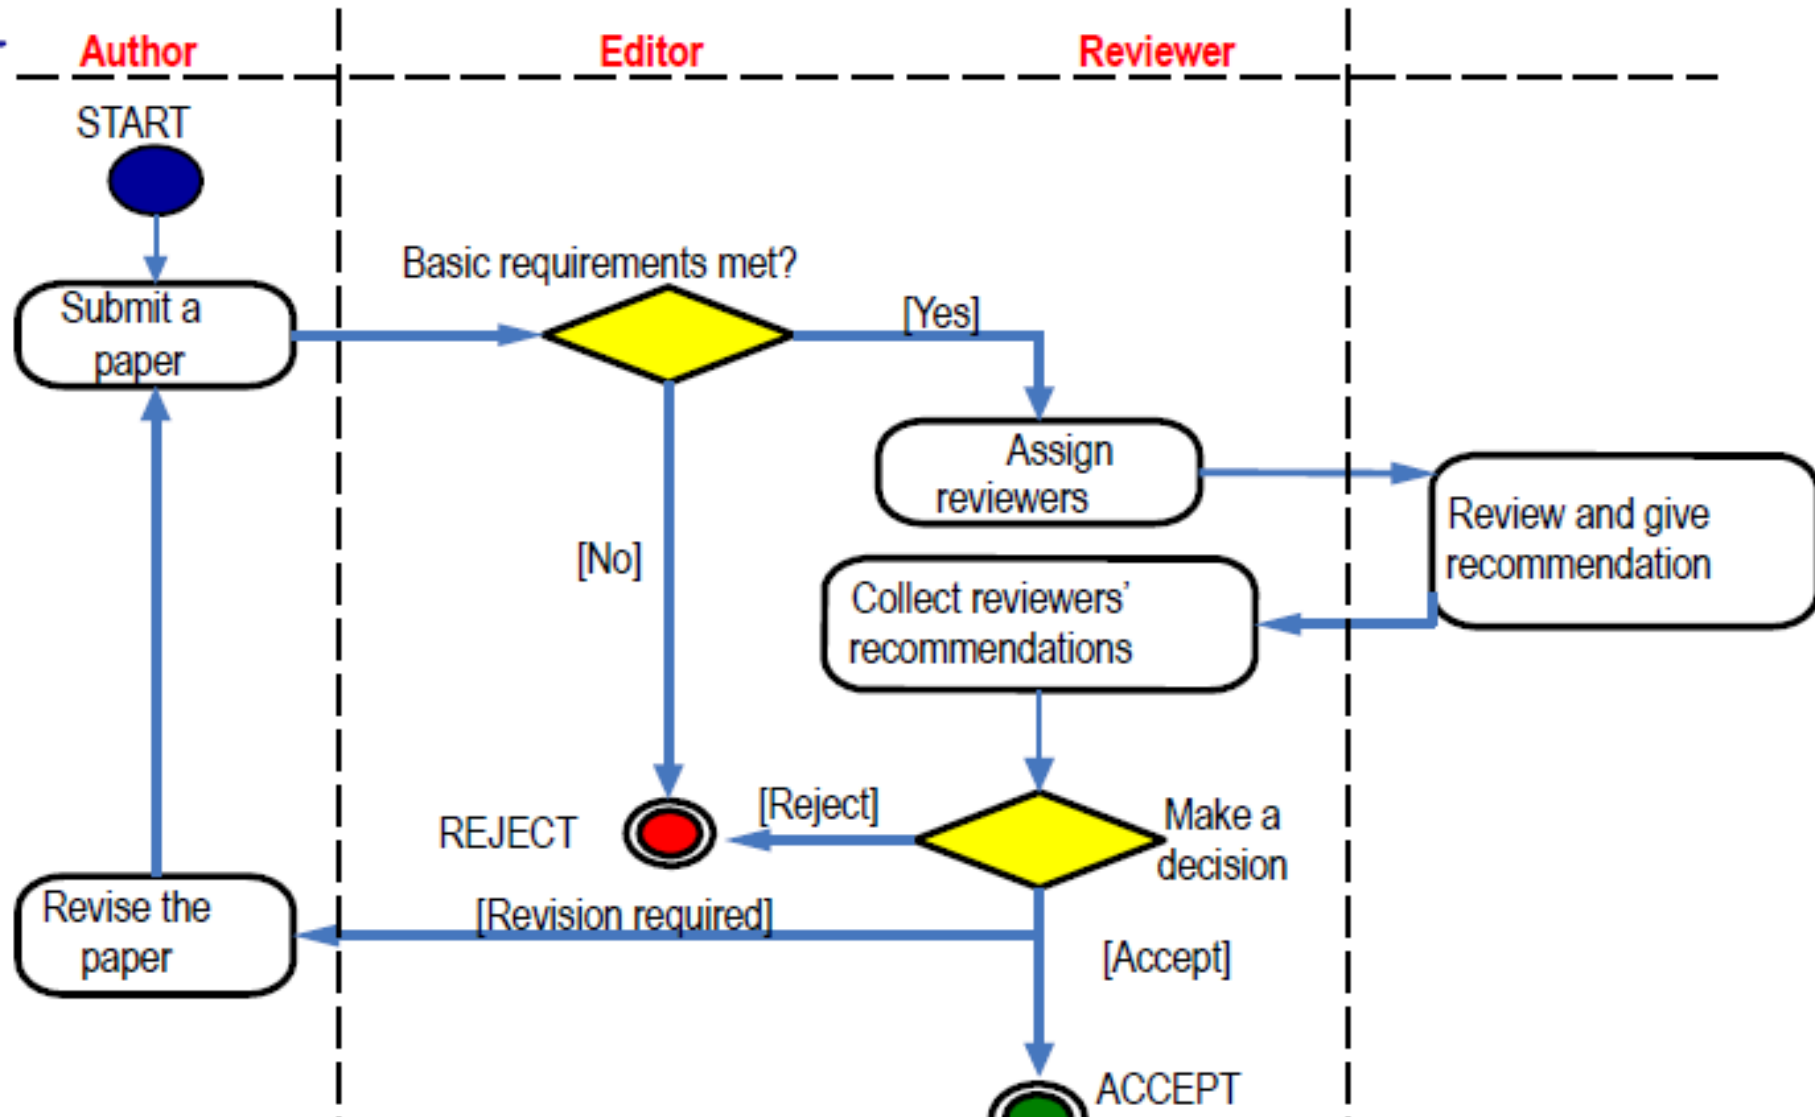 Author
Editor
Reviewer
START
Basic requirements met?
[Yes]
Submit a
paper
Assign
reviewers
Review and give
recommendation
[No]
Collect reviewers’
recommendations
[Reject]
Make a
decision
REJECT
Revise the
paper
[Revision required]
[Accept]
ACCEPT